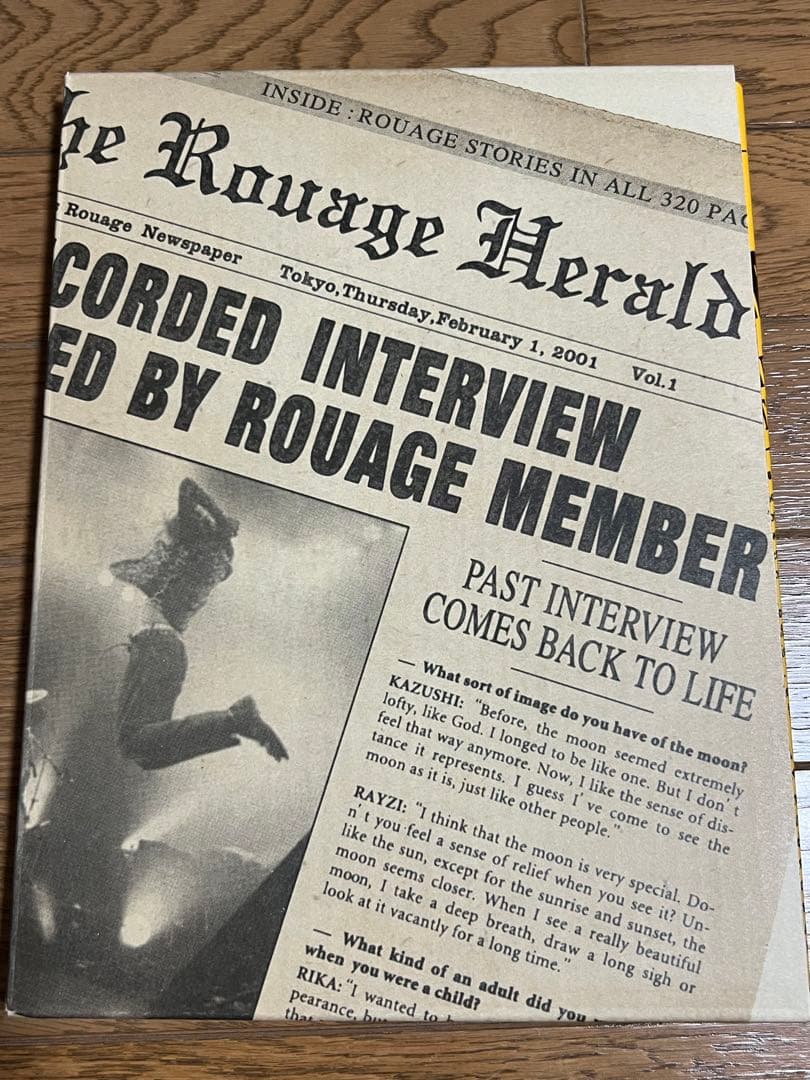 INSIDE : ROUAGE STORIES IN ALL 320 PAG
he Rouage Herald
Rouage Newspaper Tokyo,Thursday,February 1, 2001 Vol.1
CORDED INTERVIEW
ED BY ROUAGE MEMBER
PAST INTERVIEW
COMES BACK TO LIFE
— What sort of image do you have of the moon?
KAZUSHI: "Before, the moon seemed extremely
lofty, like God. I longed to be like one. But I don't
feel that way anymore. Now, I like the sense of dis-
tance it represents. I guess I've come to see the
moon as it is, just like other people."
RAYZI: "I think that the moon is very special. Do-
n't you feel a sense of relief when you see it? Un-
like the sun, except for the sunrise and sunset, the
moon seems closer. When I see a really beautiful
moon, I take a deep breath, draw a long sigh or
look at it vacantly for a long time."
— What kind of an adult did you
when you were a child?
RIKA: "I wanted to
pearance, bu
that